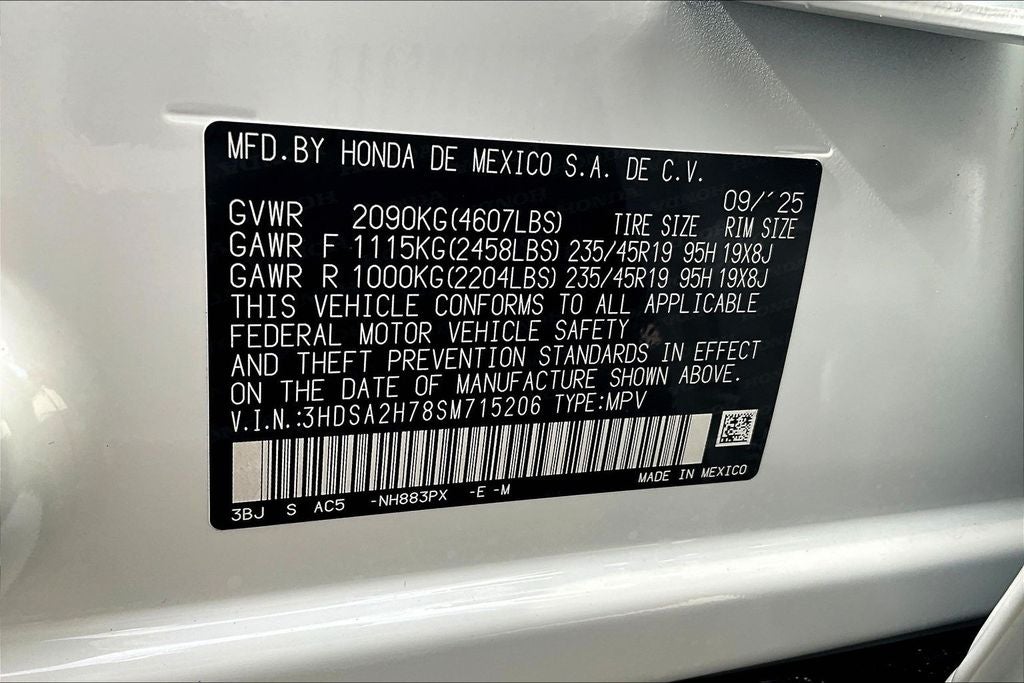 MFD.BY HONDA DE MEXICO S.A. DE C.V.
09/'25
GVWR 2090KG(4607LBS) TIRE SIZE RIM SIZE
GAWR F 1115KG(2458LBS) 235/45R19 95H 19X8J
GAWR R 1000KG(2204LBS) 235/45R19 95H 19X8J
THIS VEHICLE CONFORMS TO ALL APPLICABLE
FEDERAL MOTOR VEHICLE SAFETY
AND THEFT PREVENTION STANDARDS IN EFFECT
ON THE DATE OF MANUFACTURE SHOWN ABOVE.
V.I.N.:3HDSA2H78SM715206 TYPE:MPV
MADE IN MEXICO
3BJ S AC5 -NH883PX -E -M